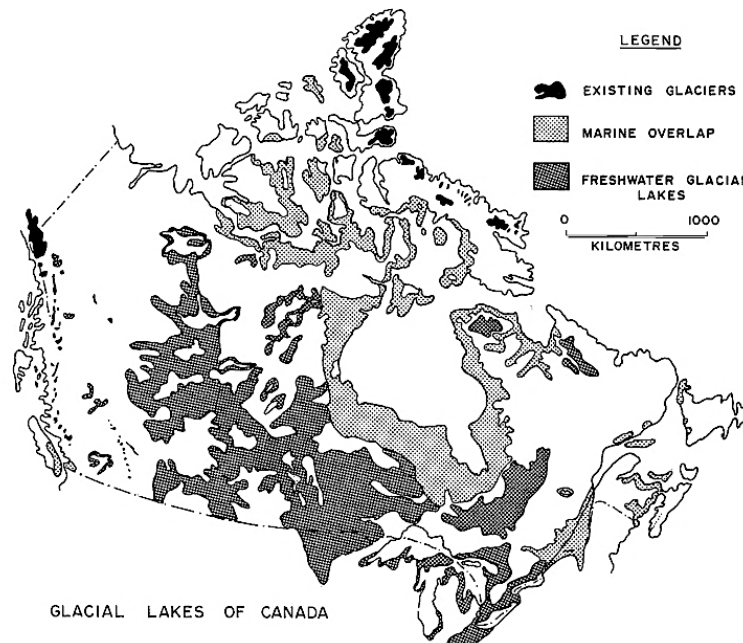 LEGEND
EXISTING GLACIERS
MARINE OVERLAP
FRESHWATER GLACIAL
LAKES
0 1000
KILOMETRES
GLACIAL LAKES OF CANADA